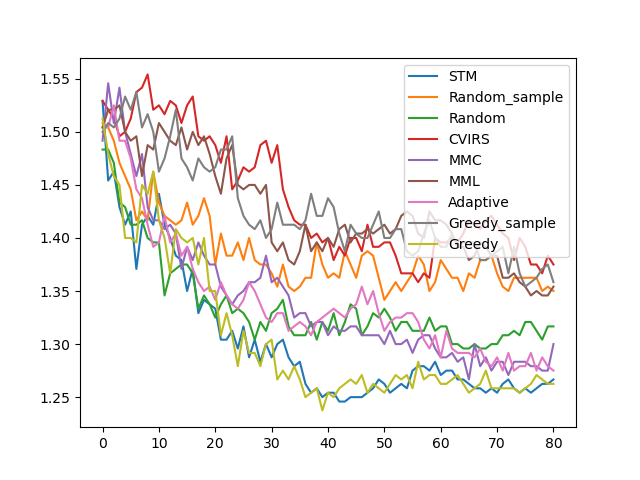 1.55
1.50
1.45
1.40
1.35
1.30
1.25
0
10
20
30
40
50
60
70
80
STM
Random_sample
Random
CVIRS
MMC
MML
Adaptive
Greedy_sample
Greedy